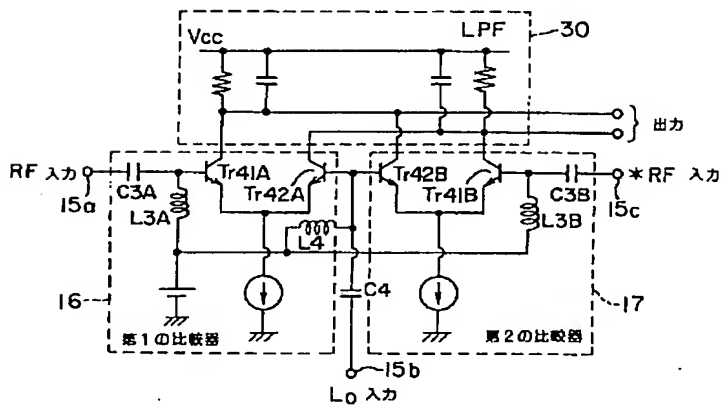 Vcc
LPF
30
出力
RF 入力
15a
C3A
L3A
Tr41A
Tr42A
Tr42B
Tr41B
C3B
L3B
*RF 入力
15c
L4
C4
16
17
第1の比較器
第2の比較器
15b
Lo 入力